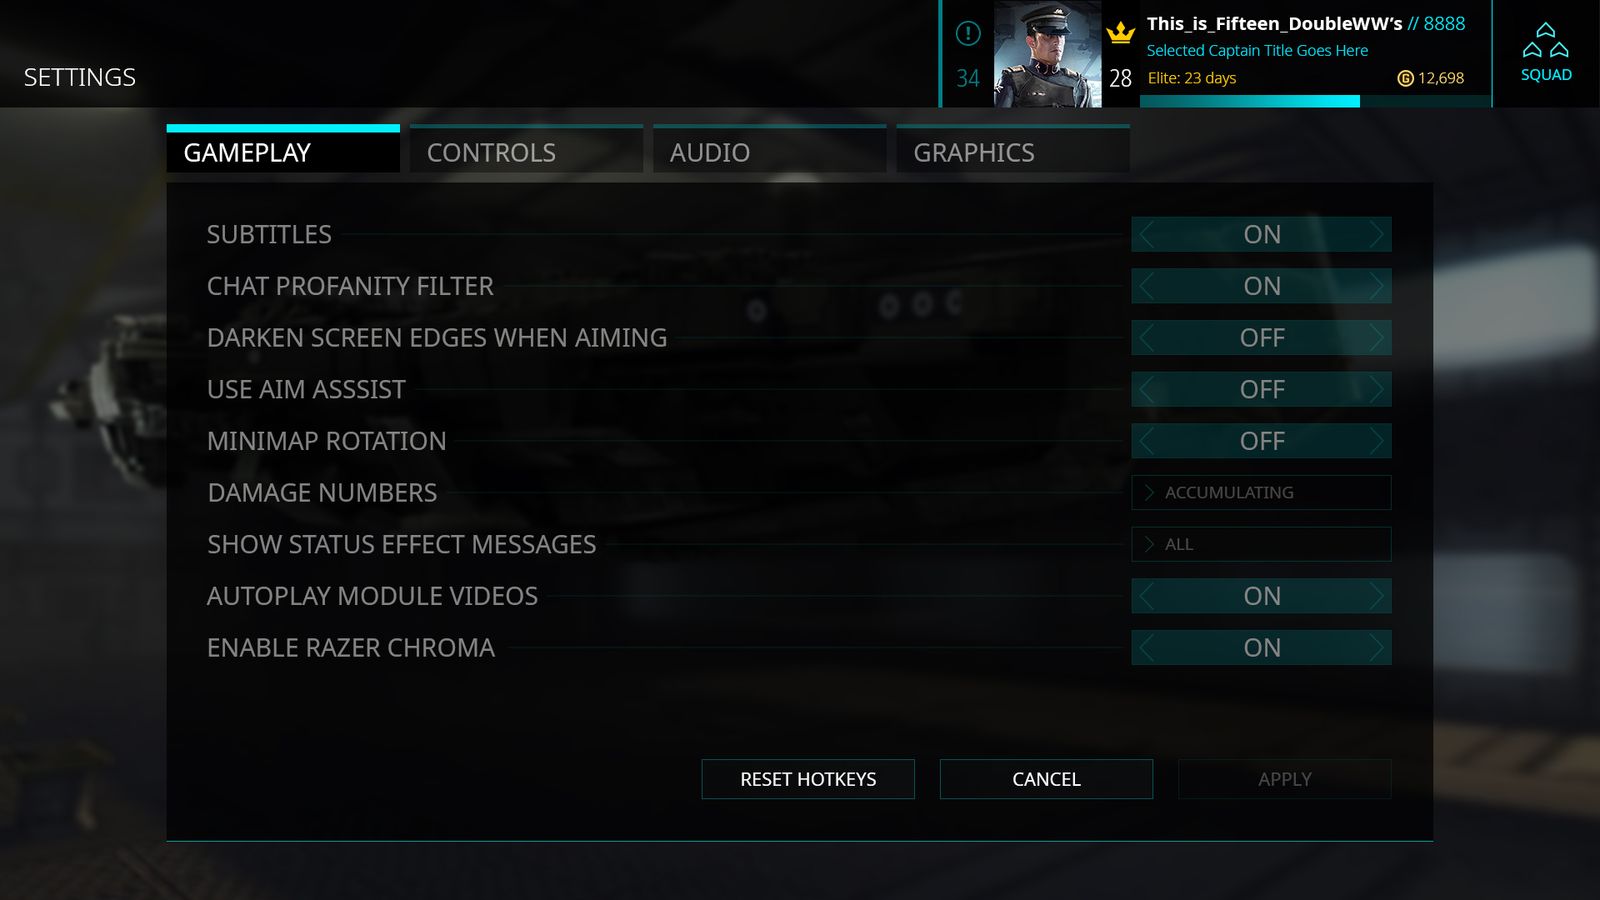 SETTINGS
34
28
This_is_Fifteen_DoubleWW's // 8888
Selected Captain Title Goes Here
Elite: 23 days
G 12,698
SQUAD
GAMEPLAY
CONTROLS
AUDIO
GRAPHICS
SUBTITLES ON
CHAT PROFANITY FILTER ON
DARKEN SCREEN EDGES WHEN AIMING OFF
USE AIM ASSSIST OFF
MINIMAP ROTATION OFF
DAMAGE NUMBERS ACCUMULATING
SHOW STATUS EFFECT MESSAGES ALL
AUTOPLAY MODULE VIDEOS ON
ENABLE RAZER CHROMA ON
RESET HOTKEYS
CANCEL
APPLY